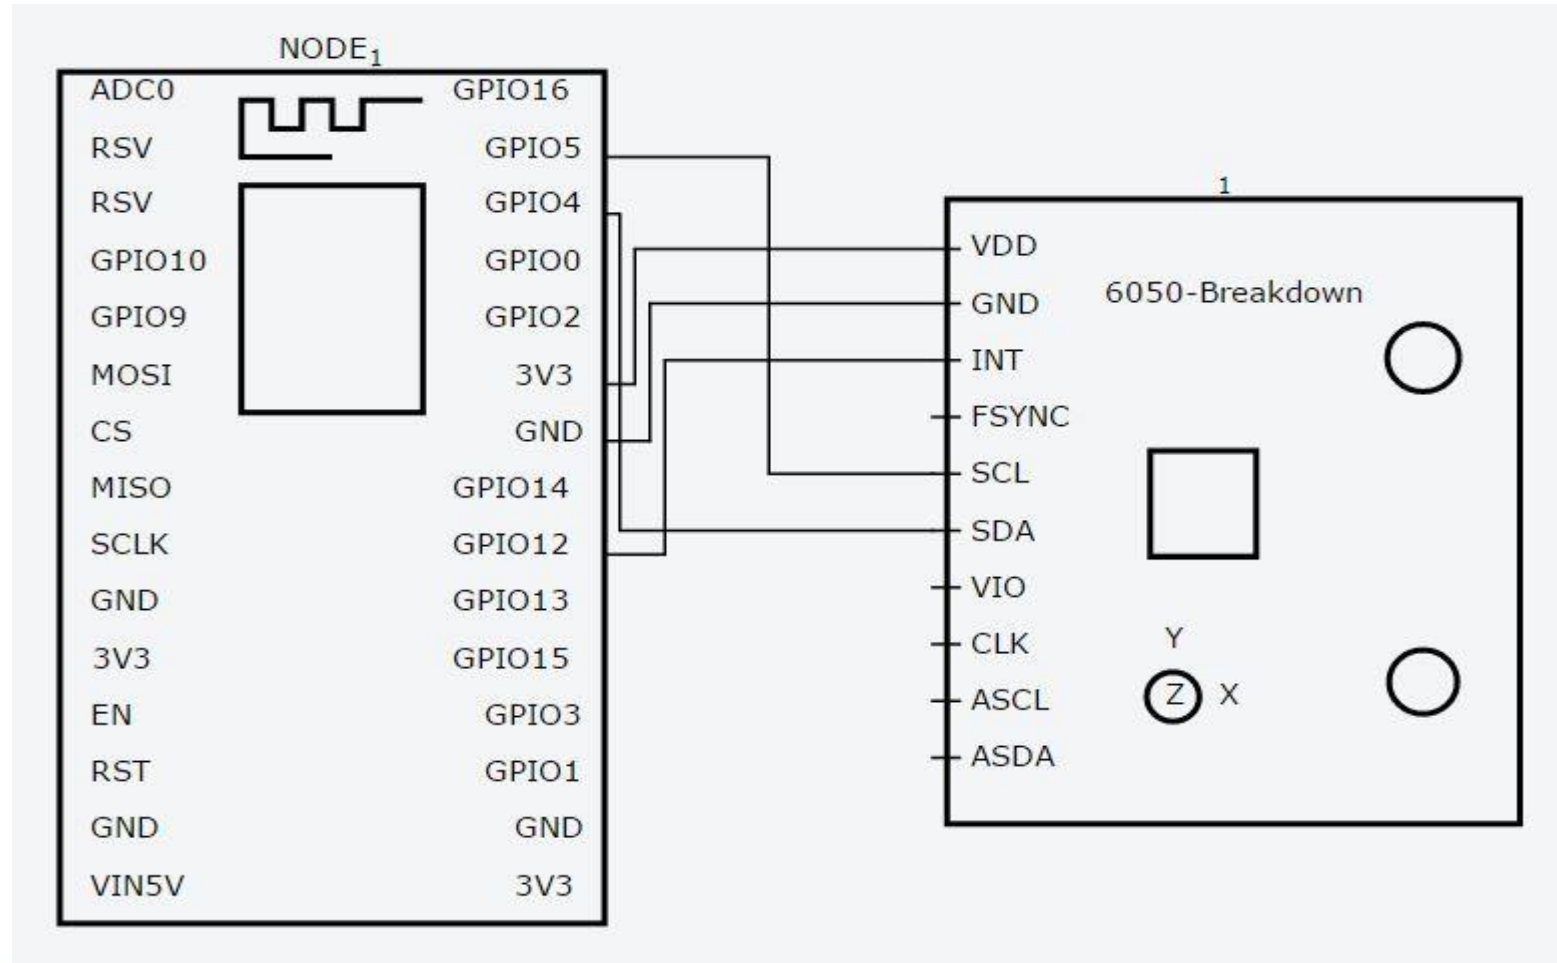 NODE1
ADC0 GPIO16
RSV GPIO5
RSV GPIO4
GPIO10 GPIO0
GPIO9 GPIO2
MOSI 3V3
CS GND
MISO GPIO14
SCLK GPIO12
GND GPIO13
3V3 GPIO15
EN GPIO3
RST GPIO1
GND GND
VIN5V 3V3
1
VDD
6050-Breakdown
GND
INT
FSYNC
SCL
SDA
VIO
CLK
Y
ASCL Z X
ASDA